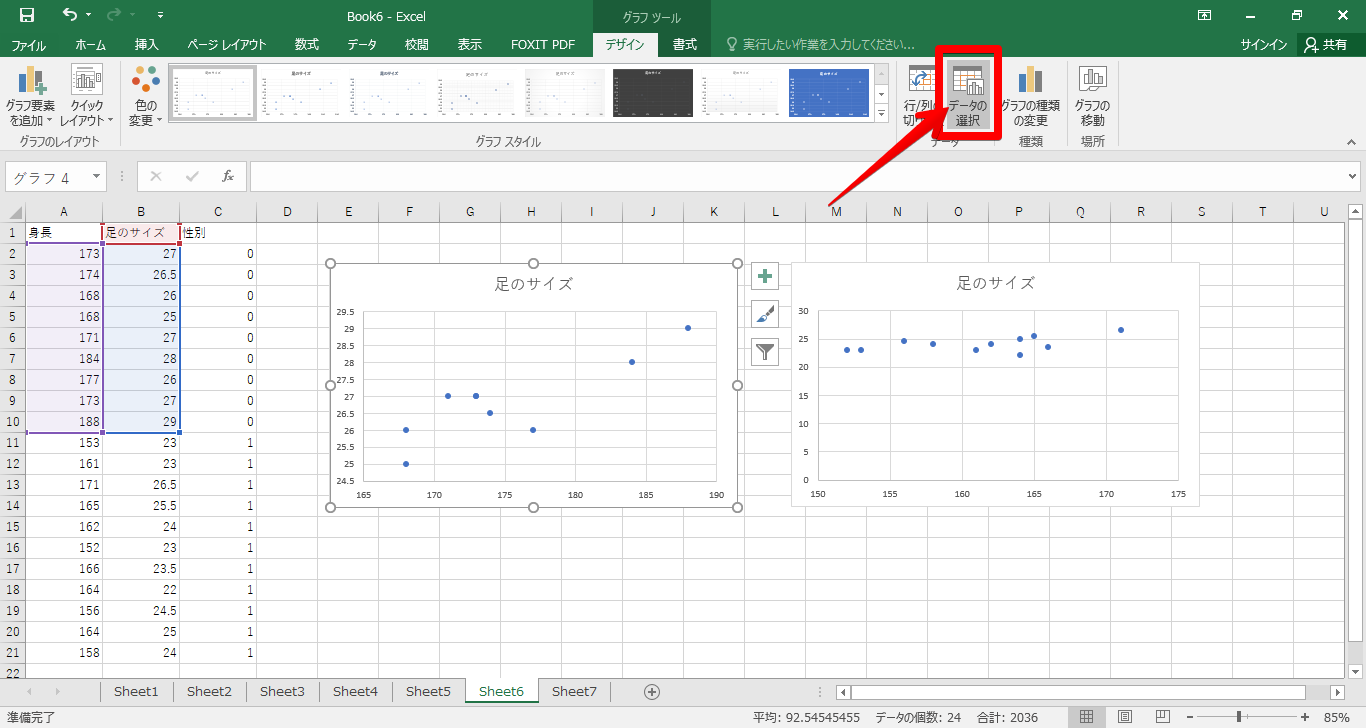 Book6 - Excel
グラフ ツール
ファイル ホーム 挿入 ページ レイアウト 数式 データ 校閲 表示 FOXIT PDF デザイン 書式 実行したい作業を入力してください... サインイン 共有
グラフ要素を追加
クイックレイアウト
色の変更
データの選択
グラフの種類の変更
グラフの移動
グラフのレイアウト グラフ スタイル データ 種類 場所
グラフ 4 fx
A B C D E F G H I J K L M N O P Q R S T U
1 身長 足のサイズ 性別
2 173 27 0
3 174 26.5 0
4 168 26 0
5 168 25 0
6 171 27 0
7 184 28 0
8 177 26 0
9 173 27 0
10 188 29 0
11 153 23 1
12 161 23 1
13 171 26.5 1
14 165 25.5 1
15 162 24 1
16 152 23 1
17 166 23.5 1
18 164 22 1
19 156 24.5 1
20 164 25 1
21 158 24 1
22
足のサイズ
29.5
29
28.5
28
27.5
27
26.5
26
25.5
25
24.5
165 170 175 180 185 190
足のサイズ
30
25
20
15
10
5
0
150 155 160 165 170 175
Sheet1 Sheet2 Sheet3 Sheet4 Sheet5 Sheet6 Sheet7
準備完了 平均: 92.54545455 データの個数: 24 合計: 2036 85%